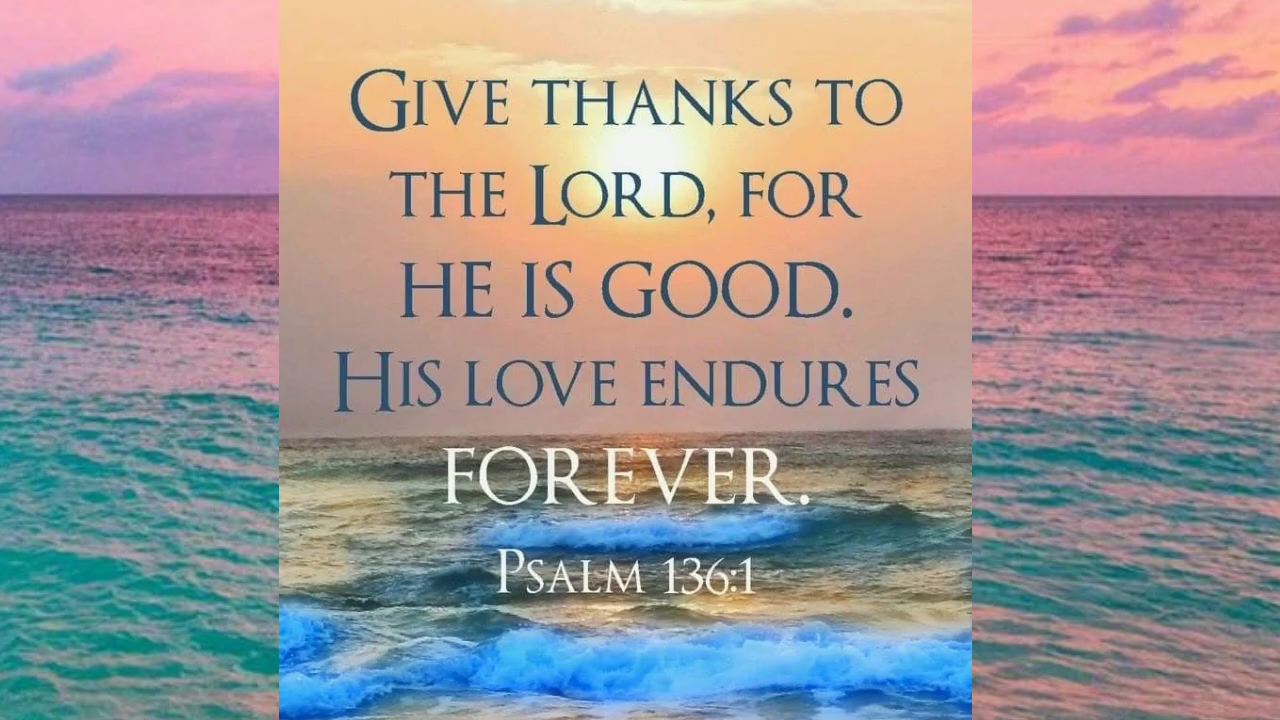 GIVE THANKS TO
THE LORD, FOR
HE IS GOOD.
HIS LOVE ENDURES
FOREVER.
PSALM 136:1